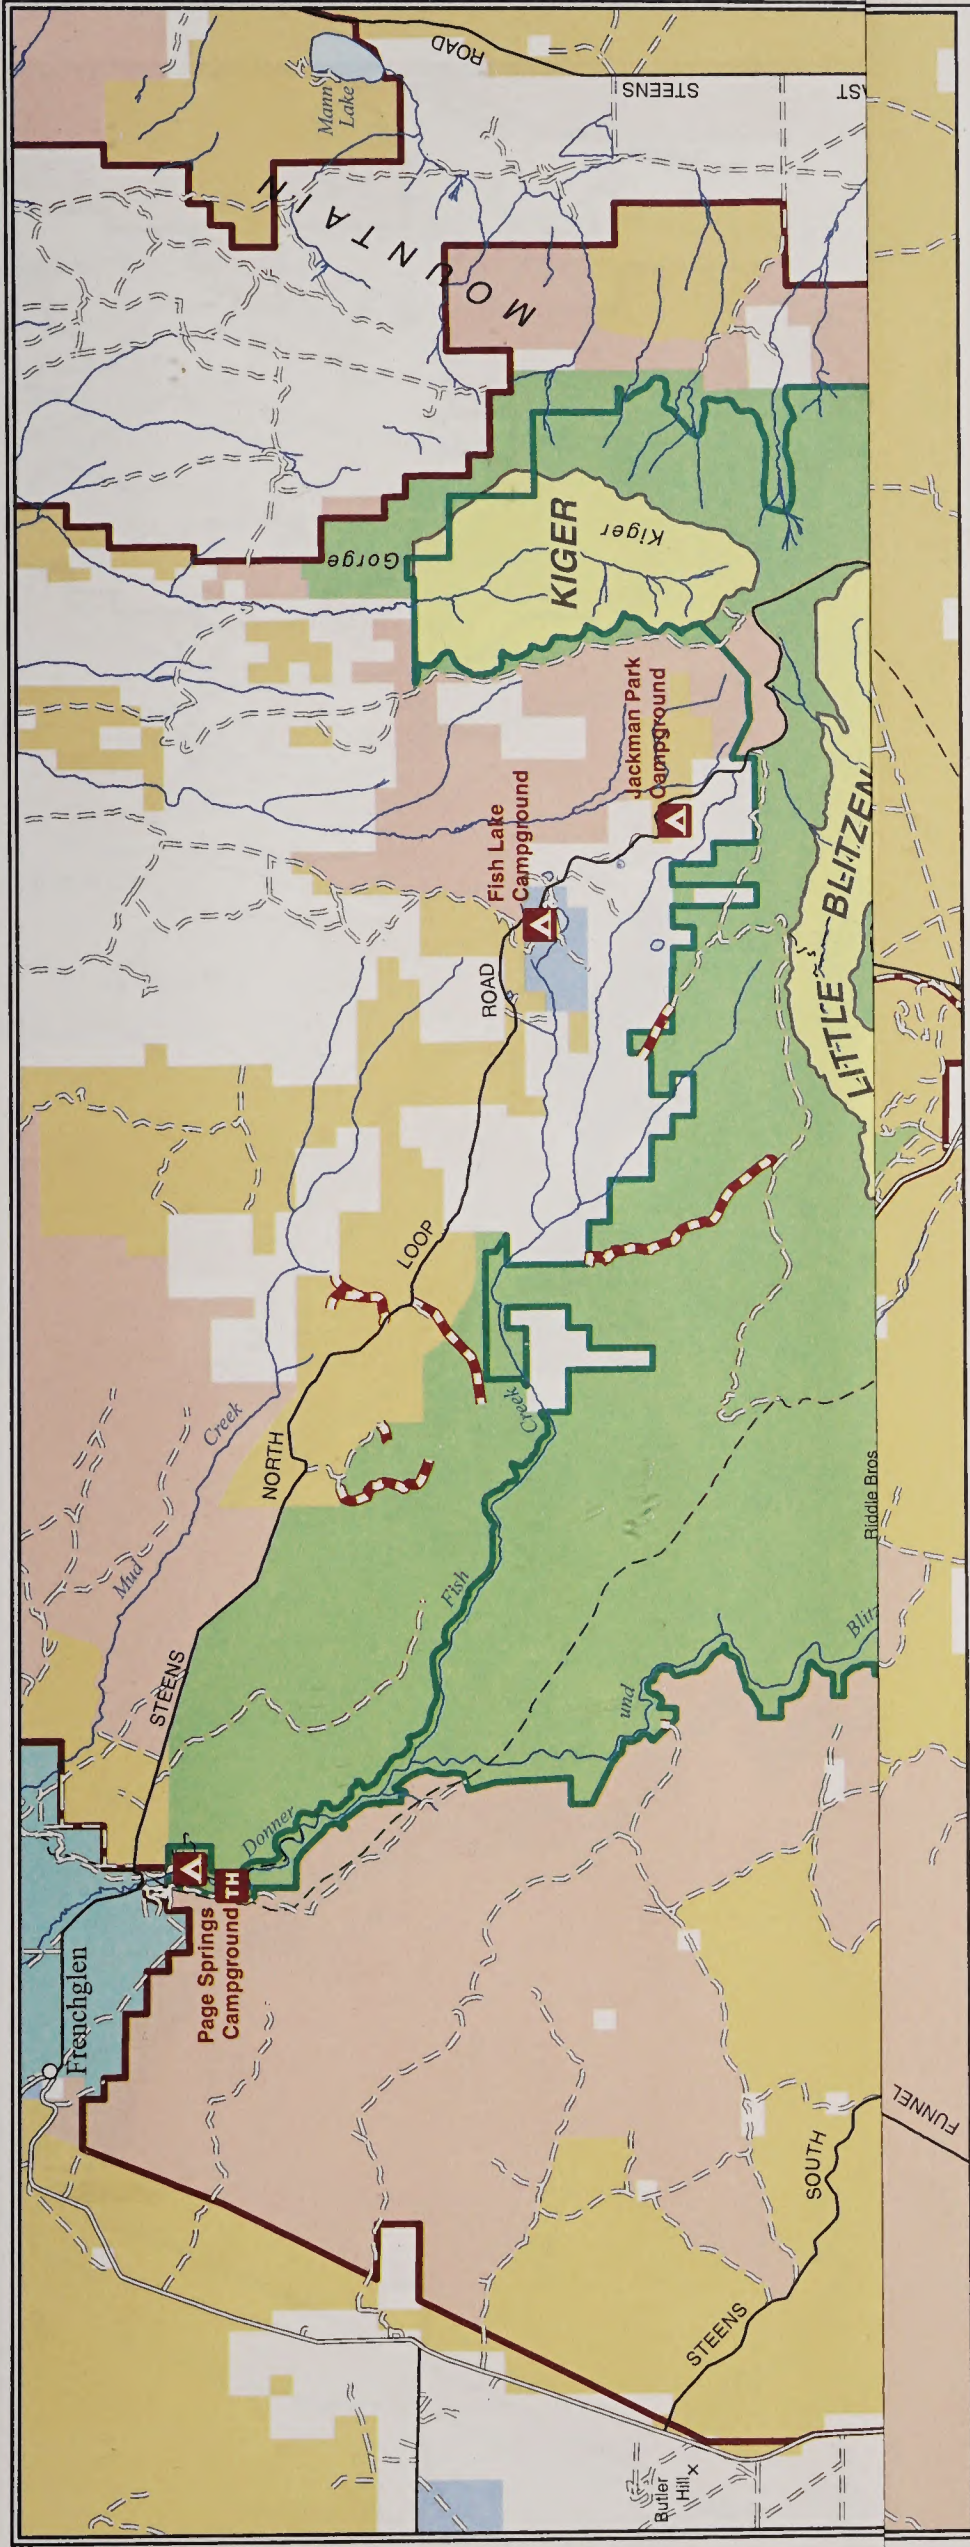 ROAD
STEENS
AST
Mann
Lake
MOUNTAIN
KIGER
Kiger
Gorge
Jackman Park
Campground
Fish Lake
Campground
LITTLE BLITZEN
ROAD
LOOP
NORTH
STEENS
Creek
Mud
Creek
Fish
Riddle Bros
Blitz
und
Donner
TH
Page Springs
Campground
Frenchglen
FUNNEL
SOUTH
STEENS
Butler
Hill x